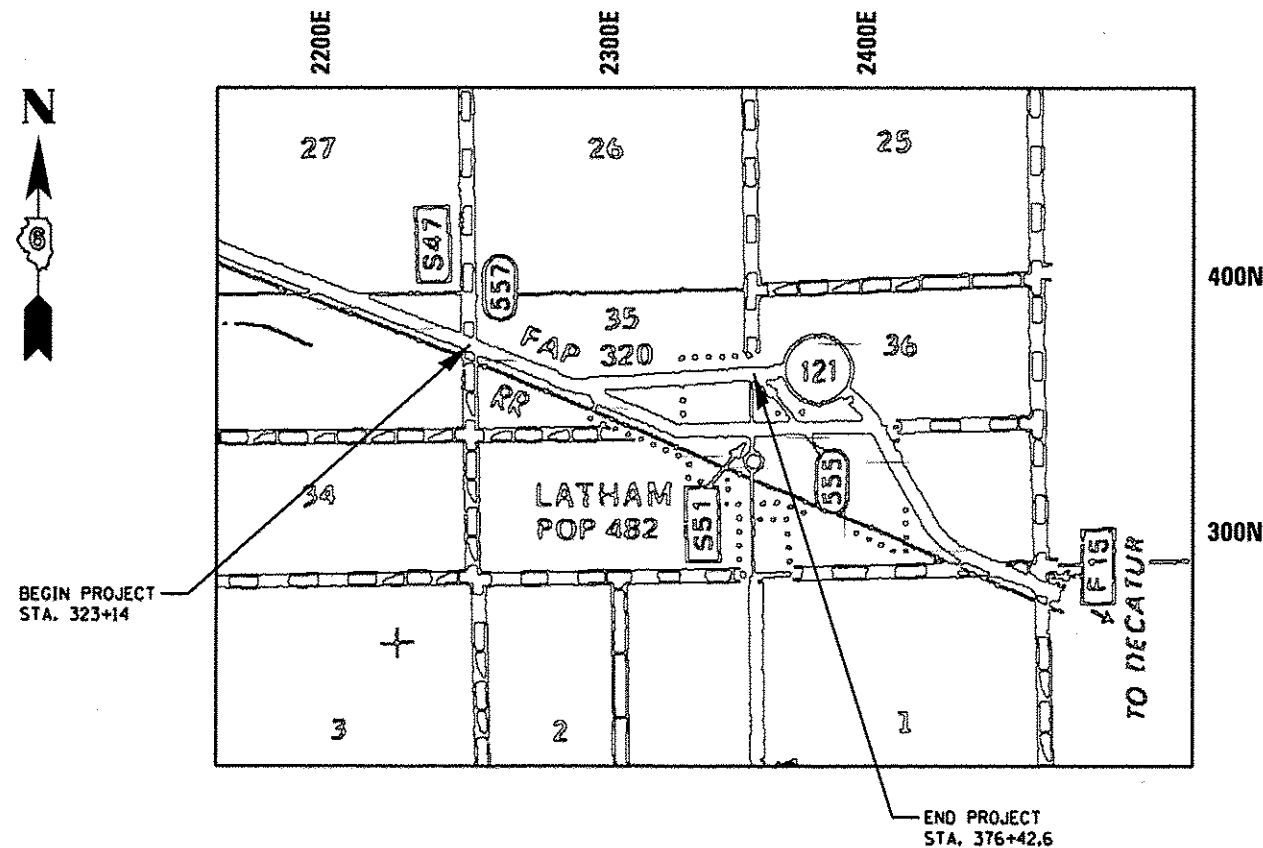 2200E
2300E
2400E
N
6
27
26
25
S47
557
400N
35
FAP 320
36
121
RR
34
LATHAM
POP 482
S51
555
300N
F15
TO DECATUR
BEGIN PROJECT
STA. 323+14
3
2
1
END PROJECT
STA. 376+42.6